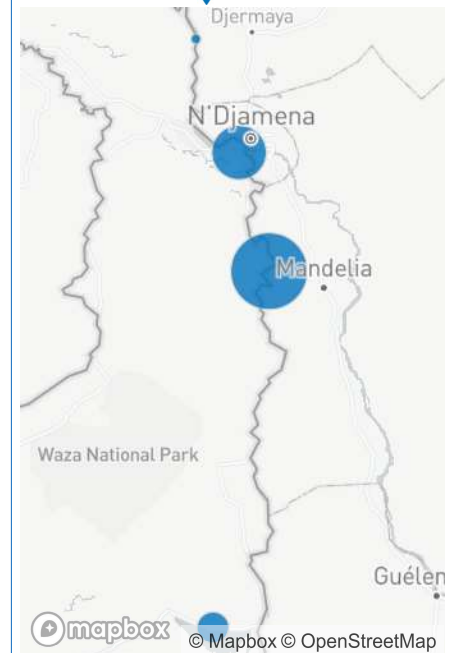 Djermaya
N'Djamena
Mandelia
Waza National Park
Guélen
mapbox
© Mapbox © OpenStreetMap